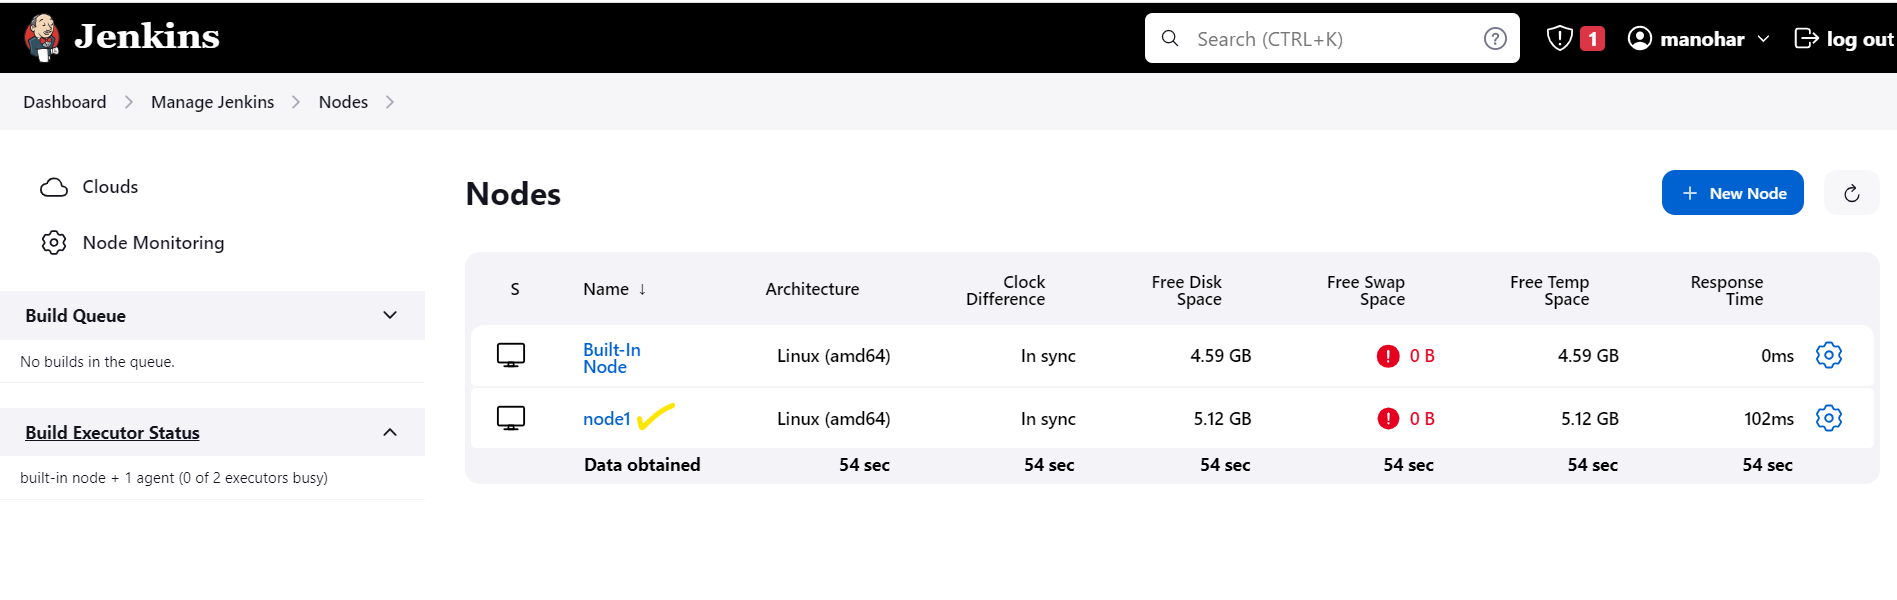 Jenkins
Search (CTRL+K)
?
1
manohar
log out
Dashboard
Manage Jenkins
Nodes
Clouds
Node Monitoring
Build Queue
No builds in the queue.
Build Executor Status
built-in node + 1 agent (0 of 2 executors busy)
Nodes
+ New Node
S Name ↓ Architecture Clock Difference Free Disk Space Free Swap Space Free Temp Space Response Time
Built-In Node Linux (amd64) In sync 4.59 GB ! 0 B 4.59 GB 0ms
node1 Linux (amd64) In sync 5.12 GB ! 0 B 5.12 GB 102ms
Data obtained 54 sec 54 sec 54 sec 54 sec 54 sec 54 sec